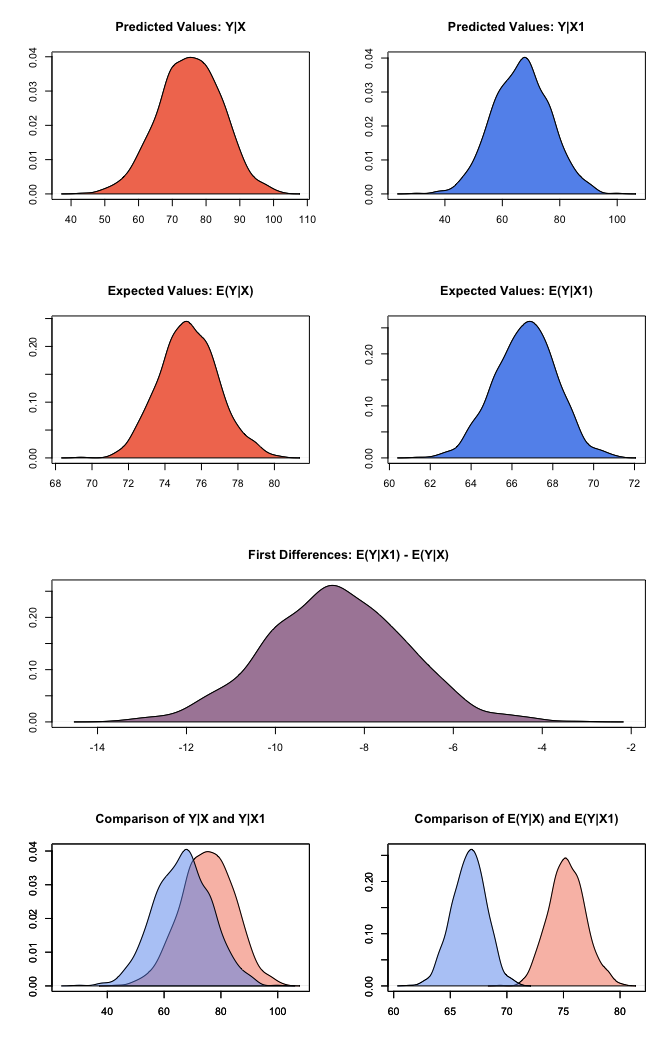 Predicted Values: Y|X
0.00 0.01 0.02 0.03 0.04
40 50 60 70 80 90 100 110
Predicted Values: Y|X1
0.00 0.01 0.02 0.03 0.04
40 60 80 100
Expected Values: E(Y|X)
0.00 0.10 0.20
68 70 72 74 76 78 80
Expected Values: E(Y|X1)
0.00 0.10 0.20
60 62 64 66 68 70 72
First Differences: E(Y|X1) - E(Y|X)
0.00 0.10 0.20
-14 -12 -10 -8 -6 -4 -2
Comparison of Y|X and Y|X1
0.00 0.01 0.02 0.03 0.04
40 60 80 100
Comparison of E(Y|X) and E(Y|X1)
0.00 0.10 0.20
60 65 70 75 80